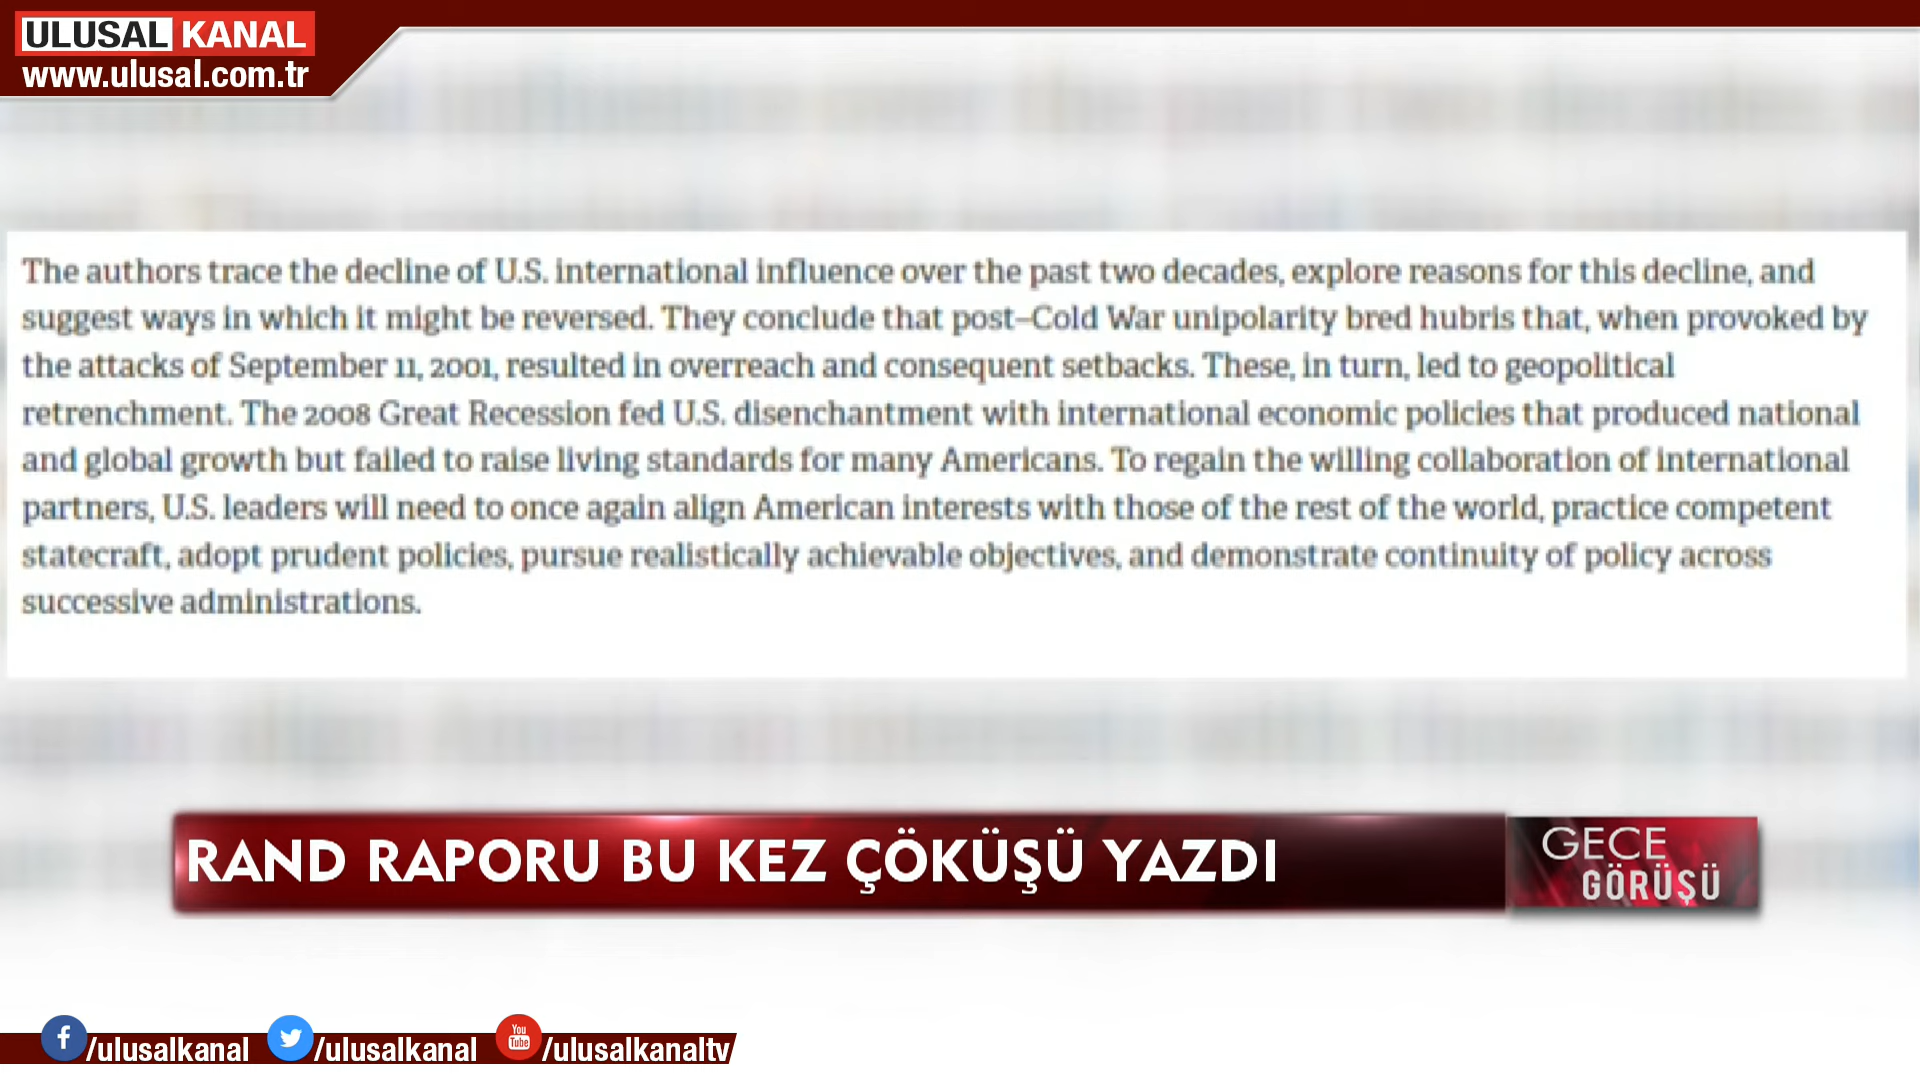 ULUSAL KANAL
www.ulusal.com.tr
The authors trace the decline of U.S. international influence over the past two decades, explore reasons for this decline, and
suggest ways in which it might be reversed. They conclude that post–Cold War unipolarity bred hubris that, when provoked by
the attacks of September 11, 2001, resulted in overreach and consequent setbacks. These, in turn, led to geopolitical
retrenchment. The 2008 Great Recession fed U.S. disenchantment with international economic policies that produced national
and global growth but failed to raise living standards for many Americans. To regain the willing collaboration of international
partners, U.S. leaders will need to once again align American interests with those of the rest of the world, practice competent
statecraft, adopt prudent policies, pursue realistically achievable objectives, and demonstrate continuity of policy across
successive administrations.
RAND RAPORU BU KEZ ÇÖKÜŞÜ YAZDI
GECE
GÖRÜŞÜ
/ulusalkanal /ulusalkanal You Tube /ulusalkanaltv